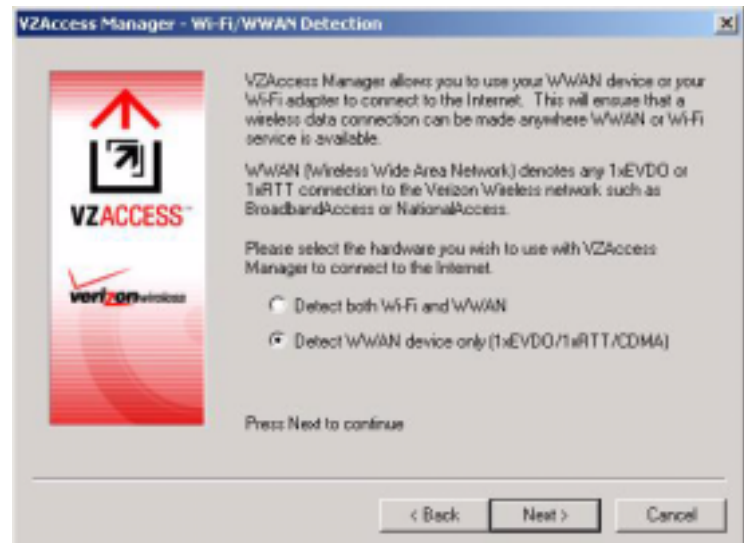 VZAccess Manager - Wi-Fi/WWAN Detection
VZAccess Manager allows you to use your WWAN device or your
Wi-Fi adapter to connect to the Internet. This will ensure that a
wireless data connection can be made anywhere WWAN or Wi-Fi
service is available.
WWAN (Wireless Wide Area Network) denotes any 1xEVDO or
1xRTT connection to the Verizon Wireless network such as
BroadbandAccess or NationalAccess.
Please select the hardware you wish to use with VZAccess
Manager to connect to the Internet.
Detect both Wi-Fi and WWAN
Detect WWAN device only (1xEVDO/1xRTT/CDMA)
Press Next to continue
VZACCESS
verizonwireless
< Back
Next >
Cancel